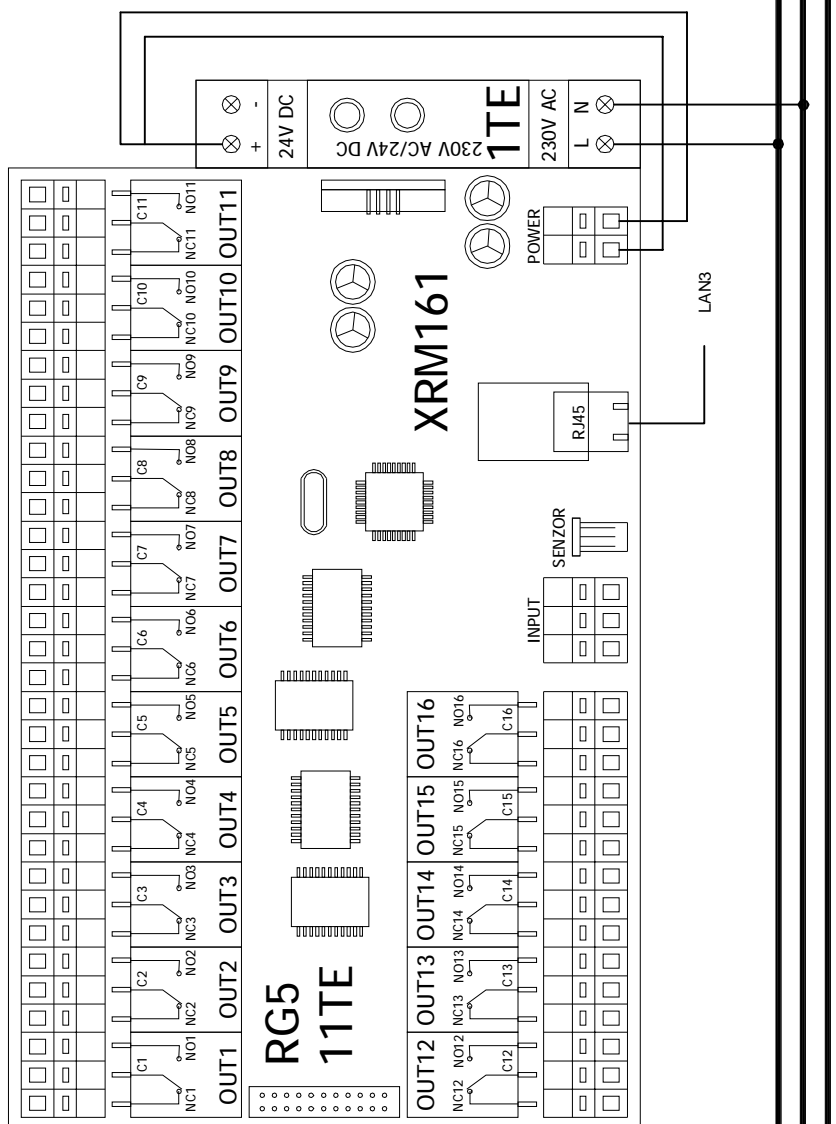 -
+
24V DC
230V AC/24V DC
1TE
230V AC
N
L
C11
NO11
NC11
OUT11
C10
NO10
NC10
OUT10
C9
NO9
NC9
OUT9
C8
NO8
NC8
OUT8
C7
NO7
NC7
OUT7
C6
NO6
NC6
OUT6
C5
NO5
NC5
OUT5
C4
NO4
NC4
OUT4
C3
NO3
NC3
OUT3
C2
NO2
NC2
OUT2
C1
NO1
NC1
OUT1
POWER
XRM161
LAN3
RJ45
SENZOR
INPUT
OUT16
NO16
NC16
C16
OUT15
NO15
NC15
C15
OUT14
NO14
NC14
C14
OUT13
NO13
NC13
C13
OUT12
NO12
NC12
C12
RG5
11TE